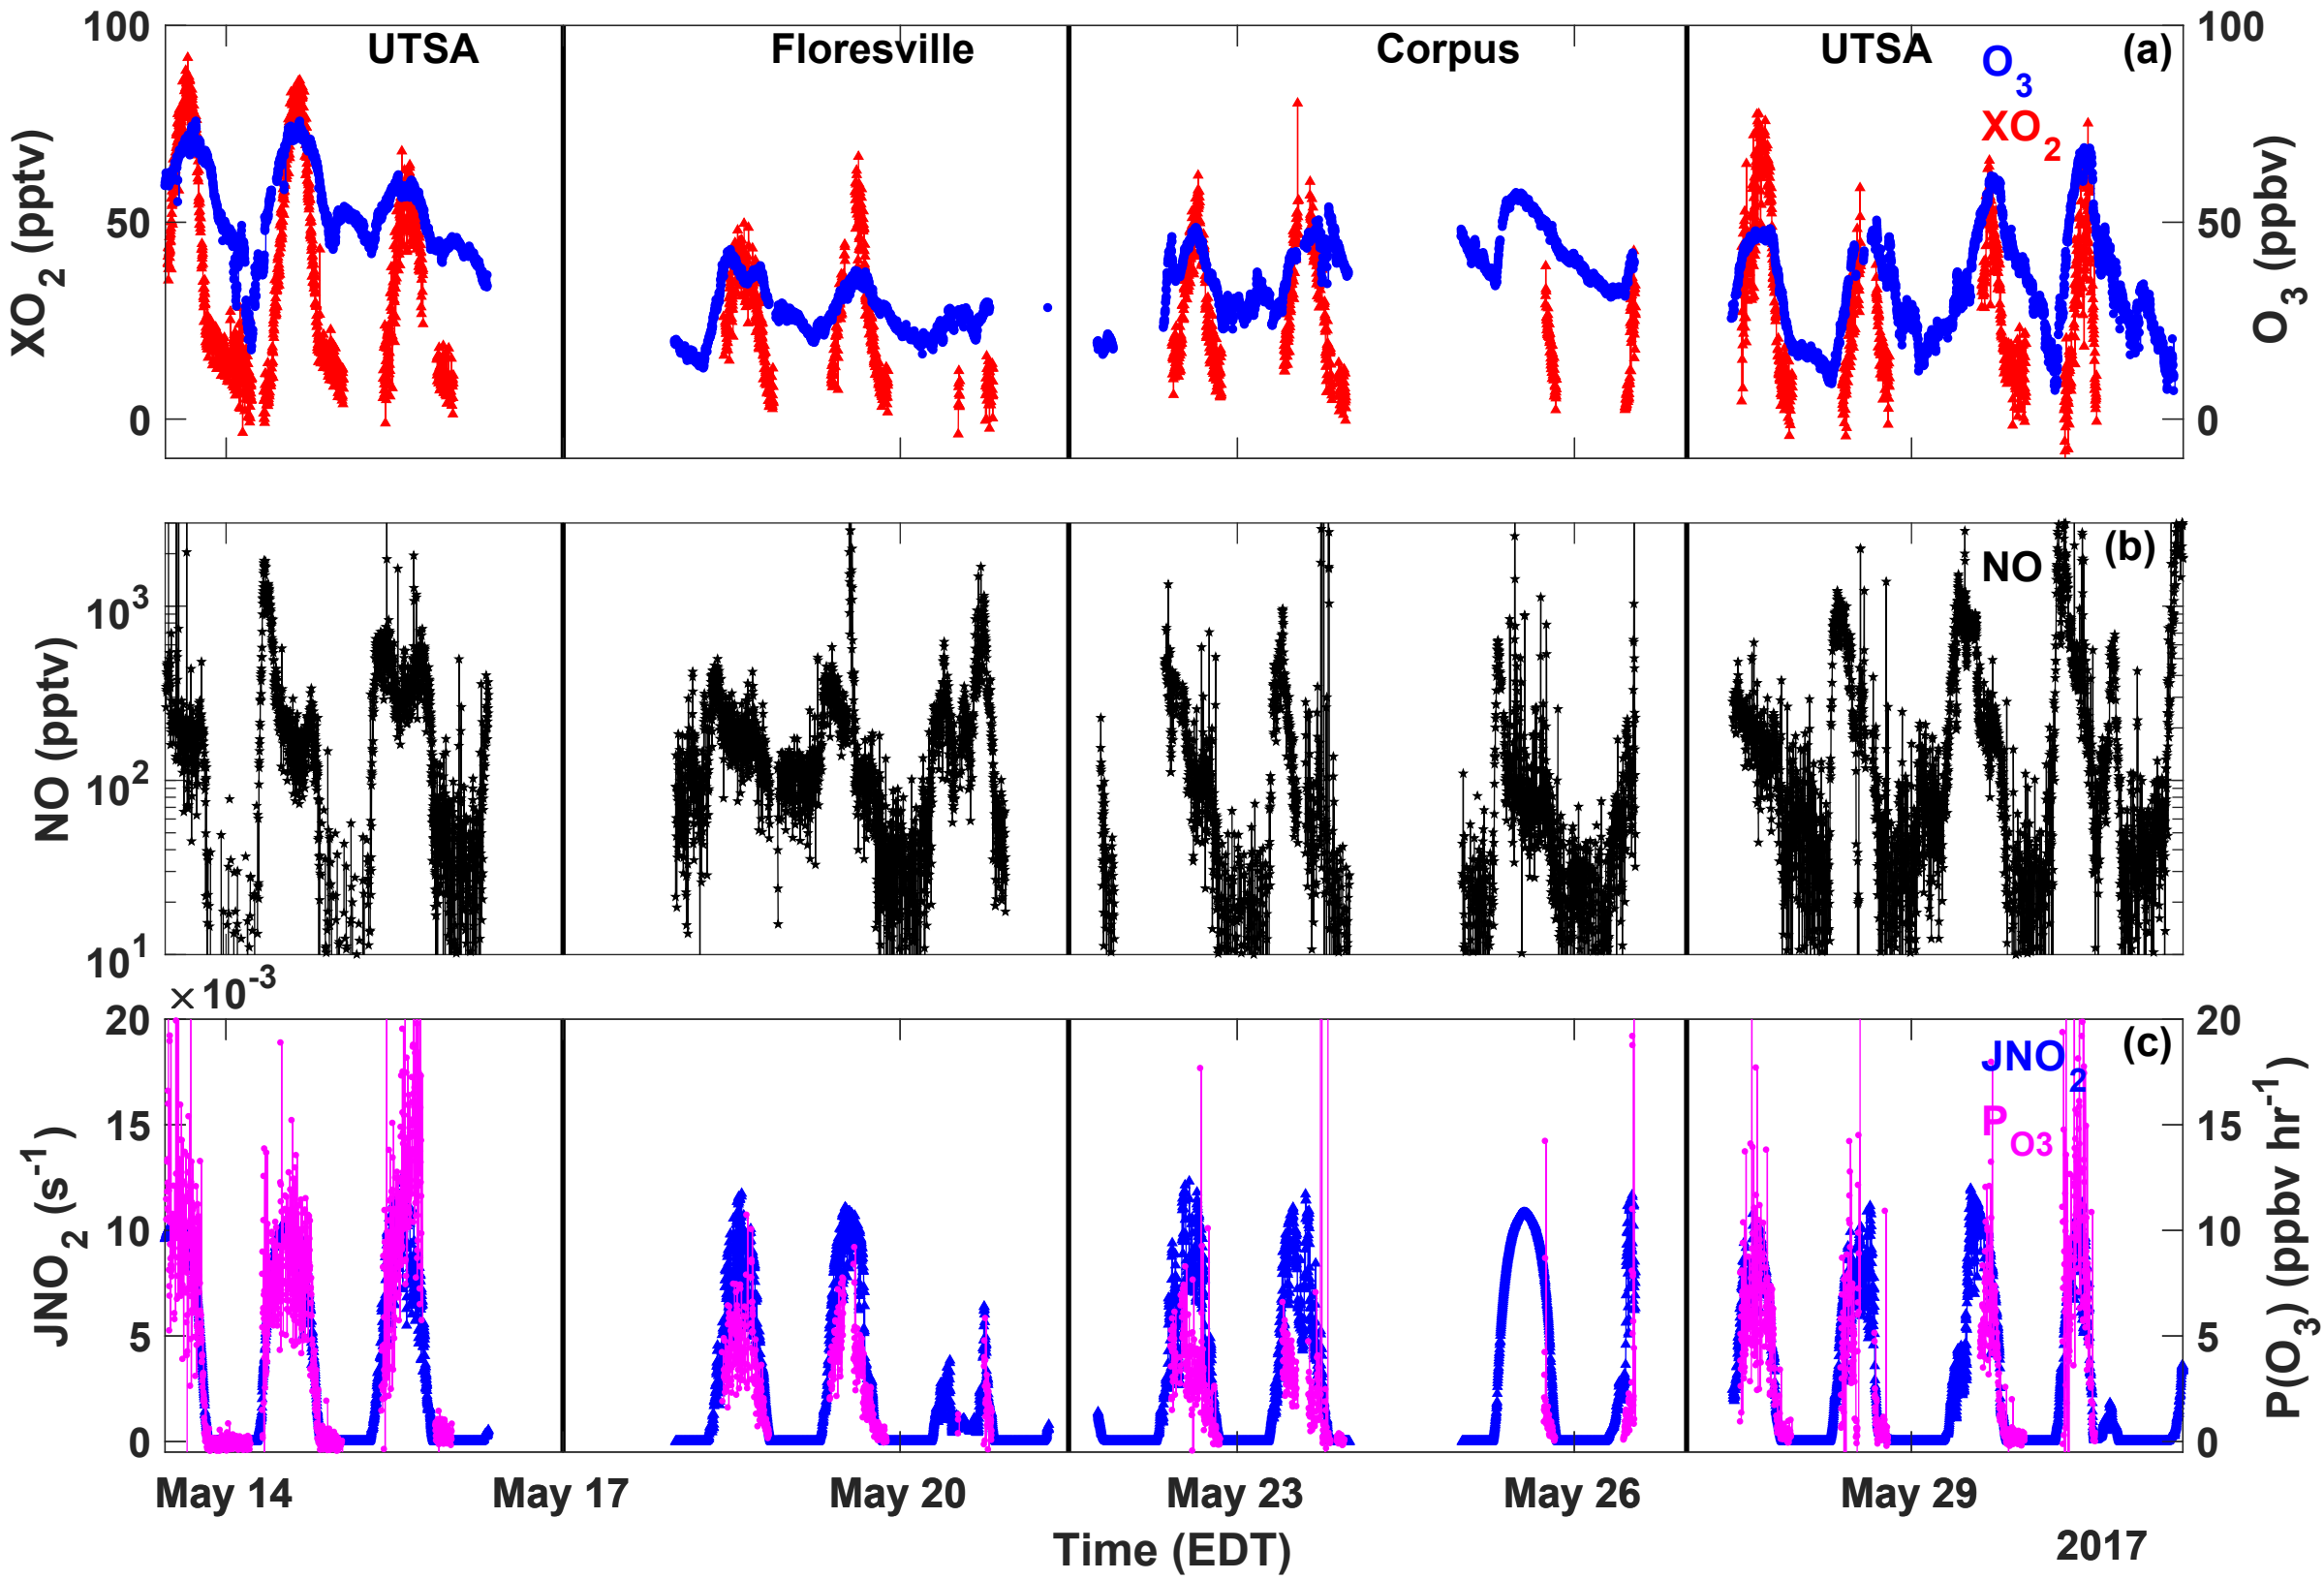 UTSA Floresville Corpus UTSA (a)
O3
XO2
100
50
0
XO2 (pptv)
100
50
0
O3 (ppbv)
(b)
NO
10^3
10^2
10^1
NO (pptv)
×10^-3
(c)
JNO2
PO3
20
15
10
5
0
JNO2 (s^-1)
20
15
10
5
0
P(O3) (ppbv hr^-1)
May 14 May 17 May 20 May 23 May 26 May 29
Time (EDT)
2017